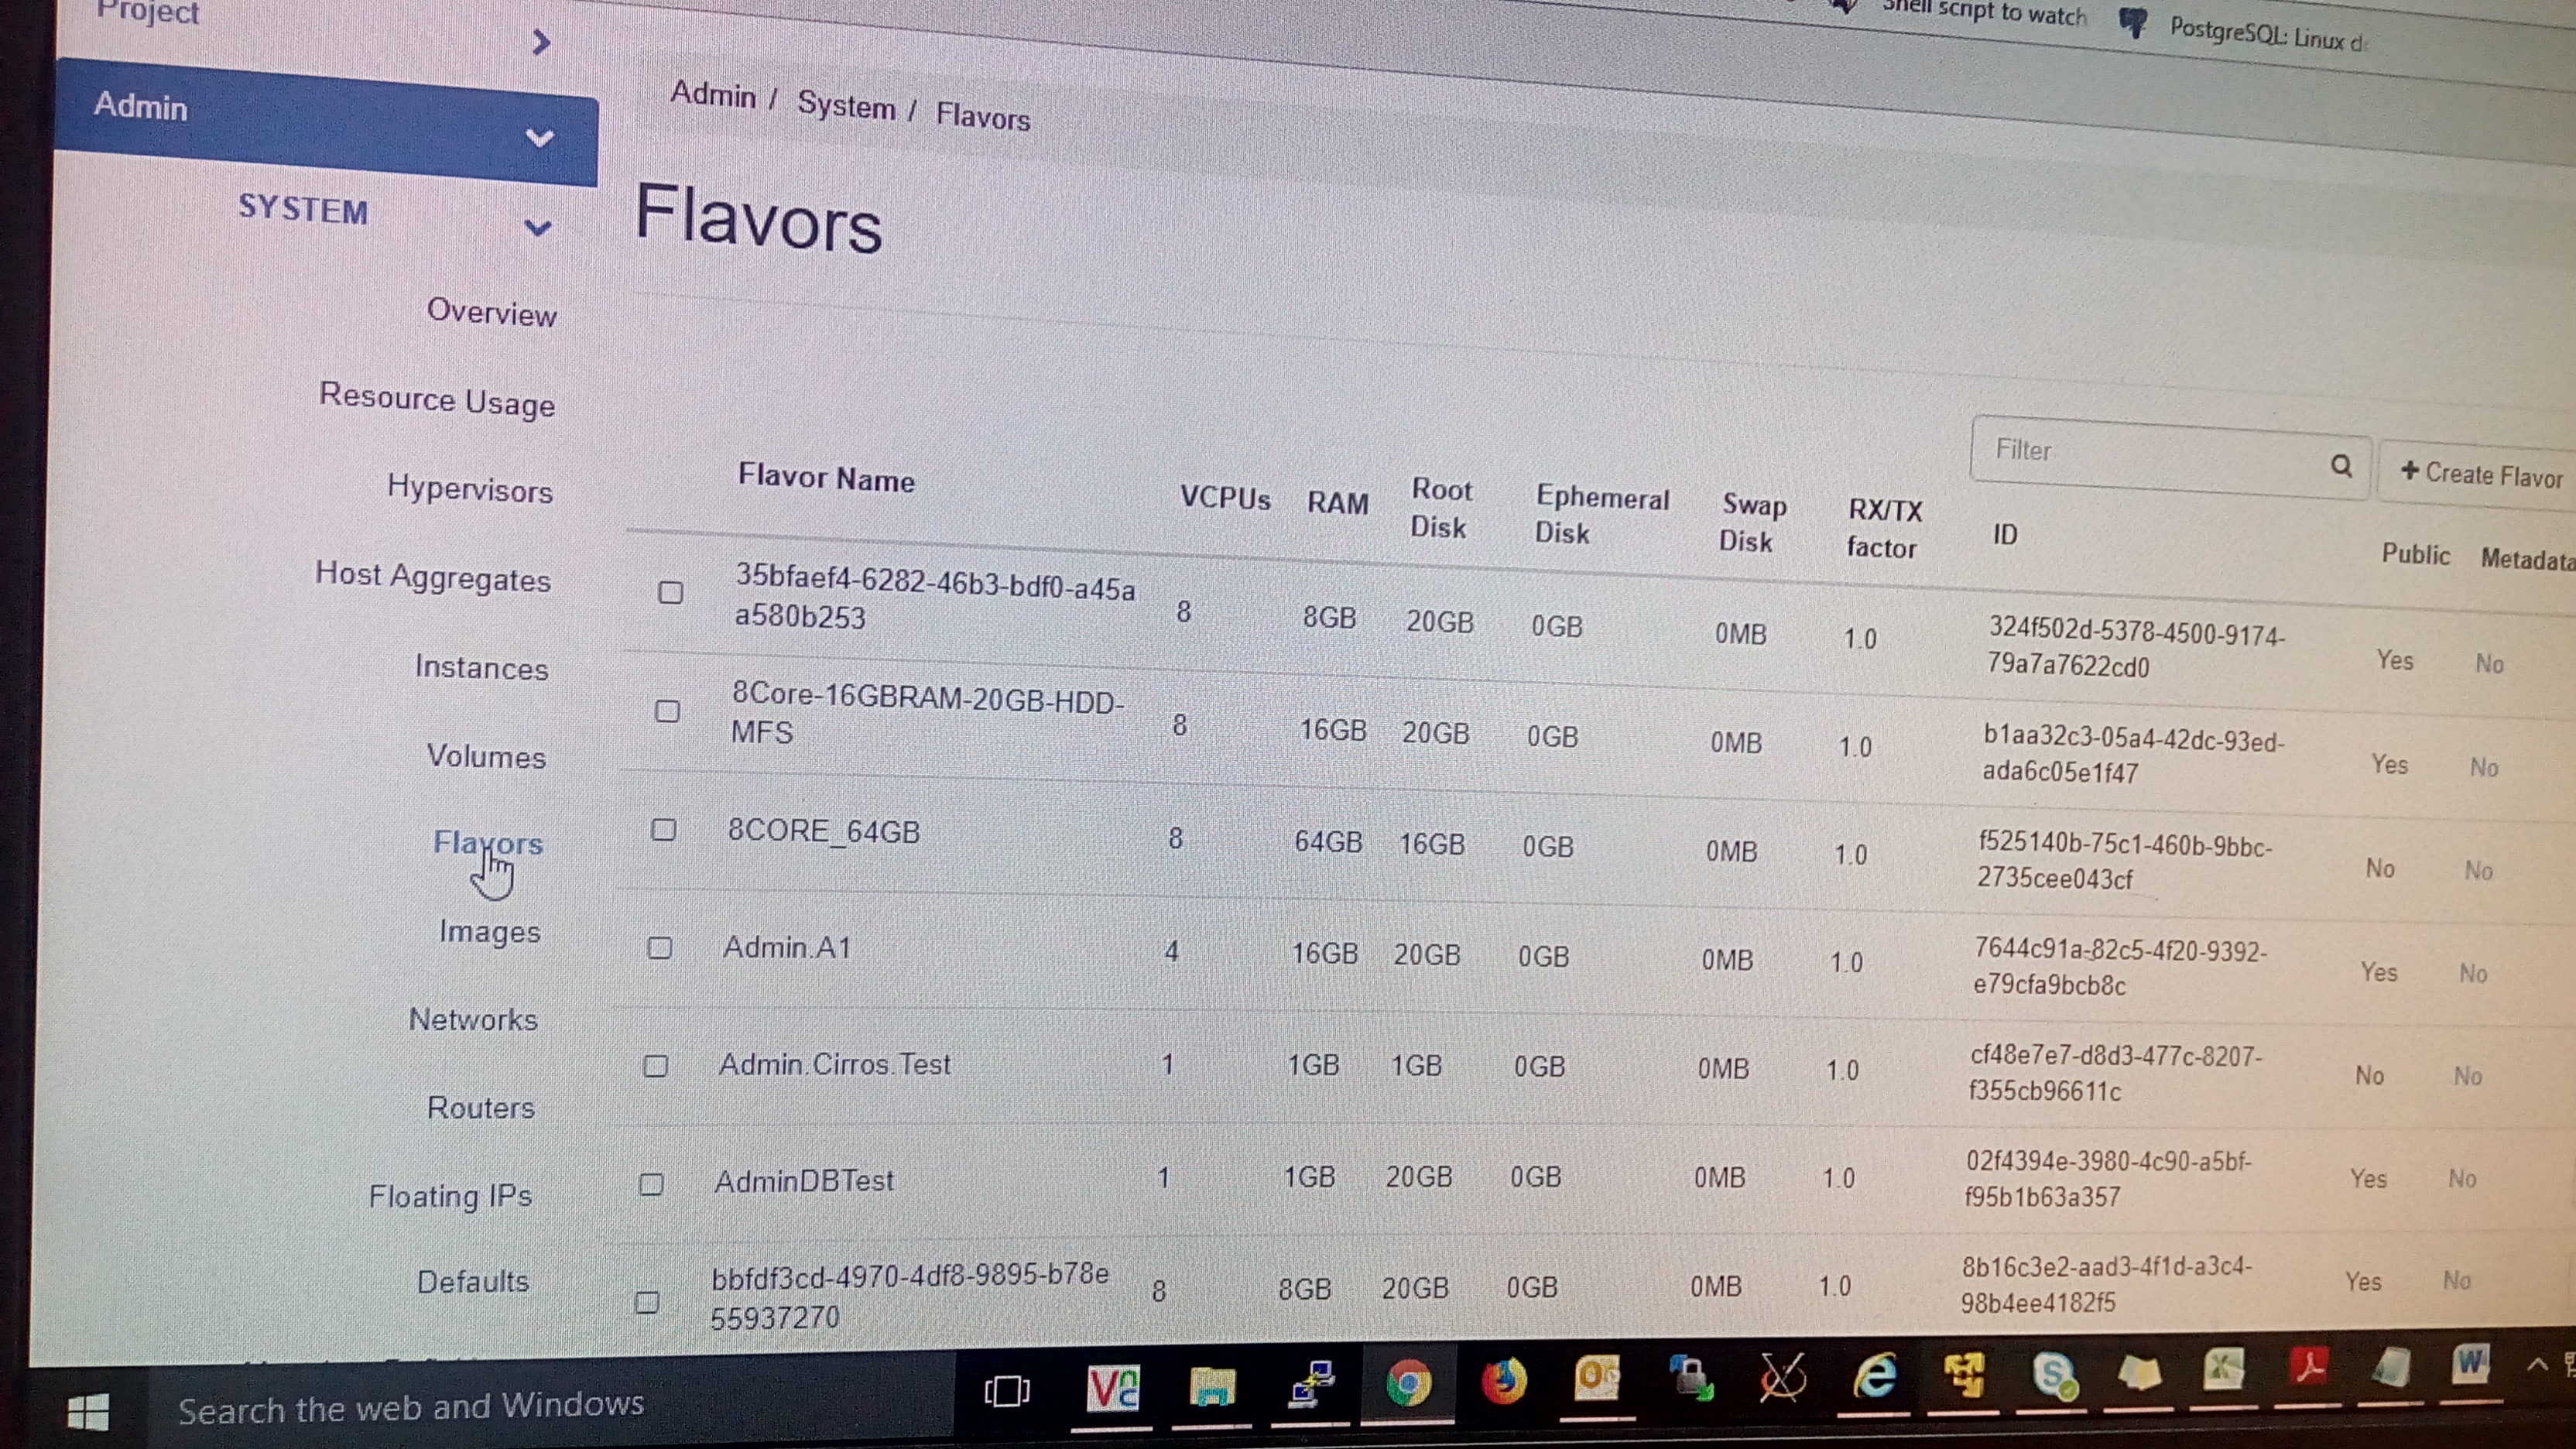 Project
Shell script to watch
PostgreSQL: Linux d
Admin
Admin / System / Flavors
SYSTEM
Flavors
Overview
Resource Usage
Hypervisors
Host Aggregates
Instances
Volumes
Flavors
Images
Networks
Routers
Floating IPs
Defaults
Filter
+ Create Flavor
Flavor Name VCPUs RAM Root Disk Ephemeral Disk Swap Disk RX/TX factor ID Public Metadata
35bfaef4-6282-46b3-bdf0-a45a
a580b253
8 8GB 20GB 0GB 0MB 1.0
324f502d-5378-4500-9174-
79a7a7622cd0
Yes No
8Core-16GBRAM-20GB-HDD-
MFS
8 16GB 20GB 0GB 0MB 1.0
b1aa32c3-05a4-42dc-93ed-
ada6c05e1f47
Yes No
8CORE_64GB 8 64GB 16GB 0GB 0MB 1.0
f525140b-75c1-460b-9bbc-
2735cee043cf
No No
Admin.A1 4 16GB 20GB 0GB 0MB 1.0
7644c91a-82c5-4f20-9392-
e79cfa9bcb8c
Yes No
Admin.Cirros.Test 1 1GB 1GB 0GB 0MB 1.0
cf48e7e7-d8d3-477c-8207-
f355cb96611c
No No
AdminDBTest 1 1GB 20GB 0GB 0MB 1.0
02f4394e-3980-4c90-a5bf-
f95b1b63a357
Yes No
bbfdf3cd-4970-4df8-9895-b78e
55937270
8 8GB 20GB 0GB 0MB 1.0
8b16c3e2-aad3-4f1d-a3c4-
98b4ee4182f5
Yes No
Search the web and Windows